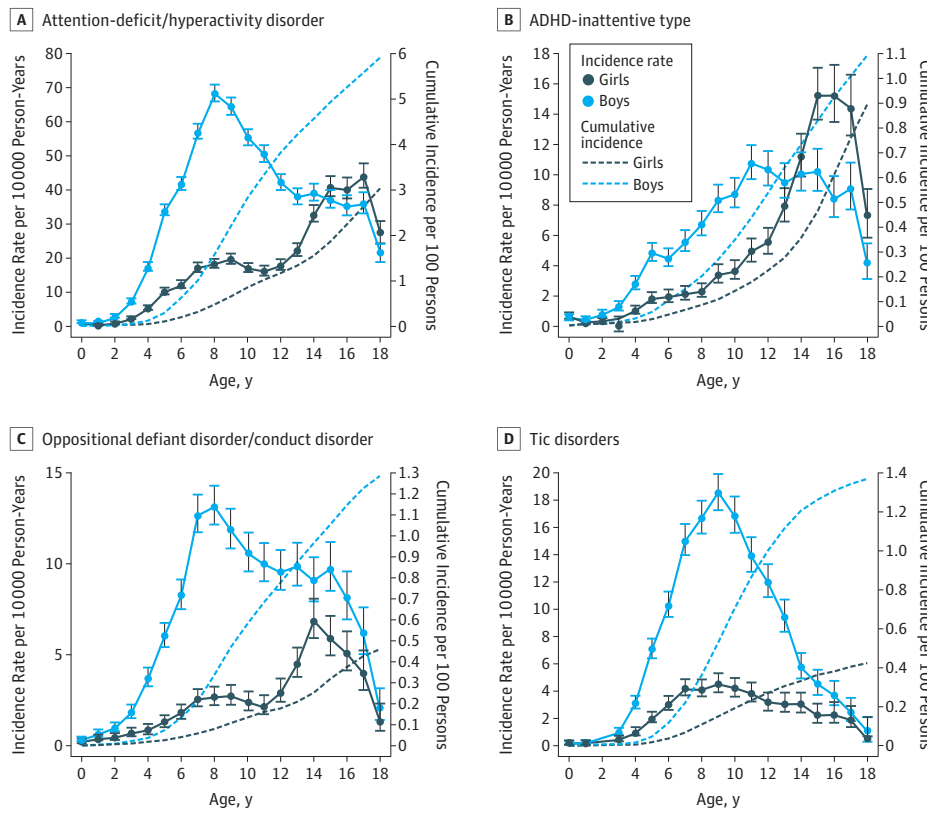 A Attention-deficit/hyperactivity disorder
Incidence Rate per 10000 Person-Years
80
70
60
50
40
30
20
10
0
6
5
4
3
2
1
0
Cumulative Incidence per 100 Persons
0 2 4 6 8 10 12 14 16 18
Age, y
B ADHD-inattentive type
Incidence Rate per 10000 Person-Years
18
16
14
12
10
8
6
4
2
0
Incidence rate
Girls
Boys
Cumulative
incidence
Girls
Boys
1.1
1.0
0.9
0.8
0.7
0.6
0.5
0.4
0.3
0.2
0.1
0
Cumulative Incidence per 100 Persons
0 2 4 6 8 10 12 14 16 18
Age, y
C Oppositional defiant disorder/conduct disorder
Incidence Rate per 10000 Person-Years
15
10
5
0
1.3
1.2
1.1
1.0
0.9
0.8
0.7
0.6
0.5
0.4
0.3
0.2
0.1
0
Cumulative Incidence per 100 Persons
0 2 4 6 8 10 12 14 16 18
Age, y
D Tic disorders
Incidence Rate per 10000 Person-Years
20
18
16
14
12
10
8
6
4
2
0
1.4
1.2
1.0
0.8
0.6
0.4
0.2
0
Cumulative Incidence per 100 Persons
0 2 4 6 8 10 12 14 16 18
Age, y